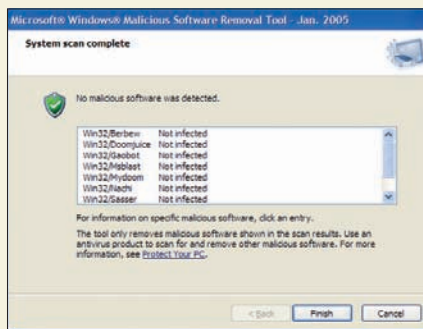 Microsoft® Windows® Malicious Software Removal Tool - Jan. 2005
System scan complete
No malicious software was detected.
Win32/Berbew Not infected
Win32/Doomjuice Not infected
Win32/Gaobot Not infected
Win32/Msblast Not infected
Win32/Mydoom Not infected
Win32/Nachi Not infected
Win32/Sasser Not infected
For information on specific malicious software, click an entry.
The tool only removes malicious software shown in the scan results. Use an
antivirus product to scan for and remove other malicious software. For more
information, see Protect Your PC.
< Back Finish Cancel